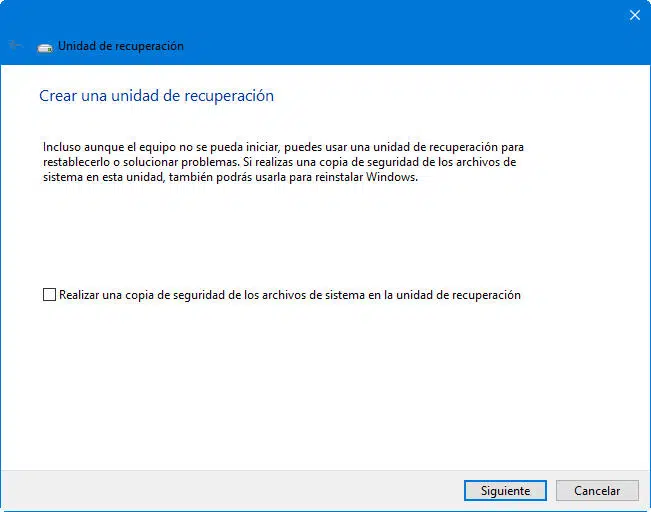 Unidad de recuperación
Crear una unidad de recuperación
Incluso aunque el equipo no se pueda iniciar, puedes usar una unidad de recuperación para
restablecerlo o solucionar problemas. Si realizas una copia de seguridad de los archivos de
sistema en esta unidad, también podrás usarla para reinstalar Windows.
Realizar una copia de seguridad de los archivos de sistema en la unidad de recuperación
Siguiente
Cancelar